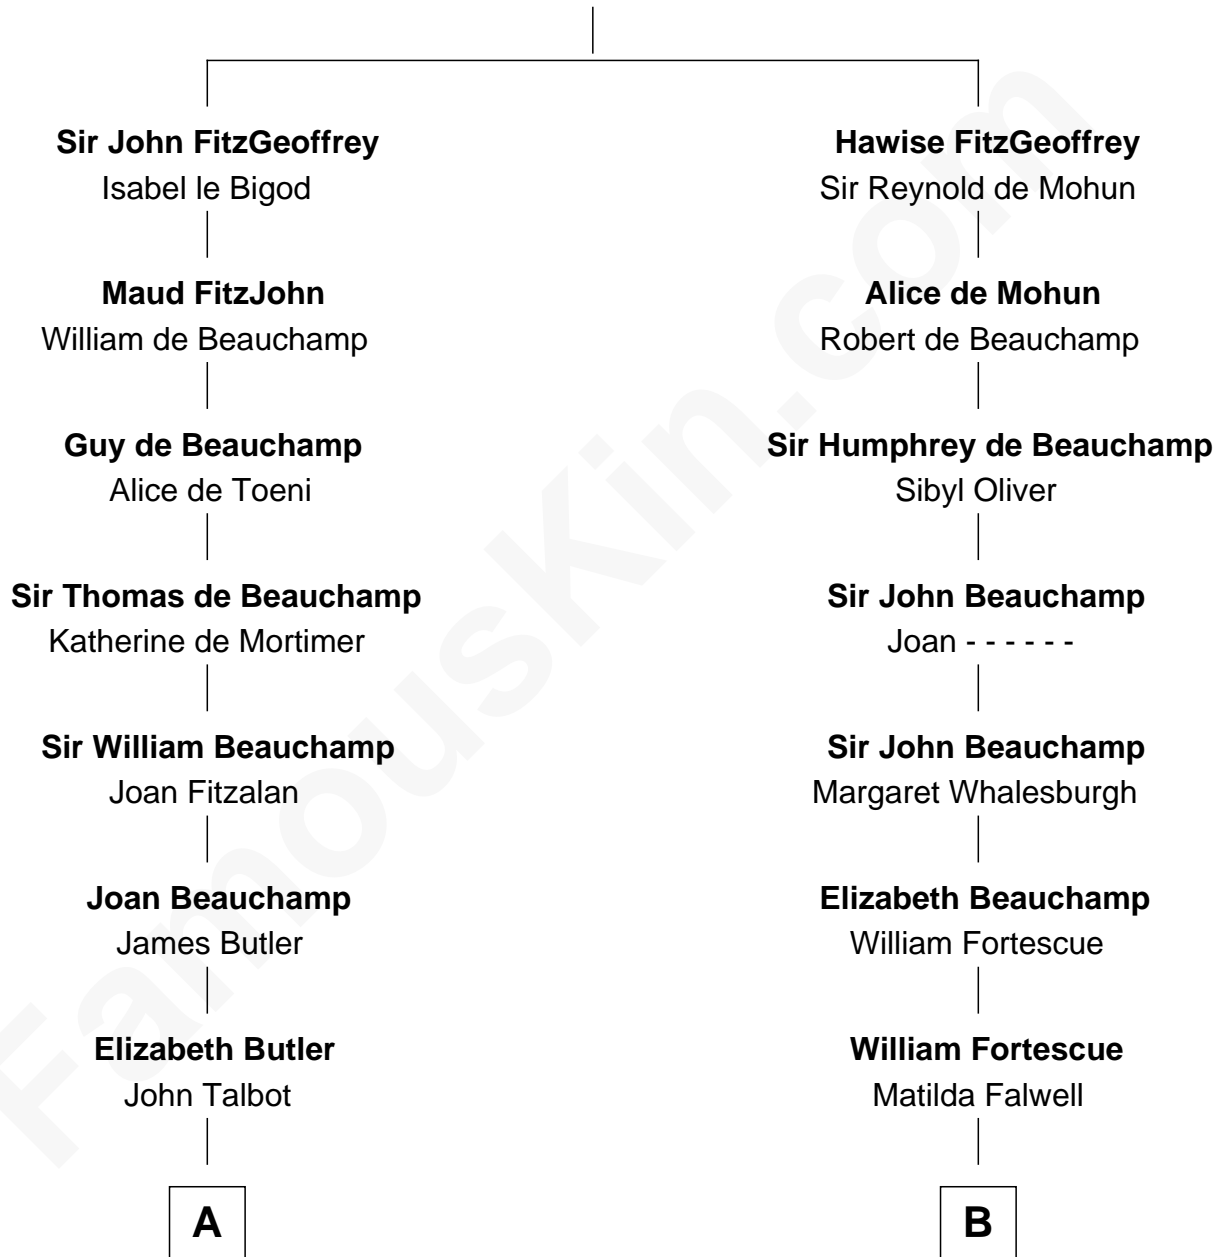 Sir John FitzGeoffrey
Isabel le Bigod
Maud FitzJohn
William de Beauchamp
Guy de Beauchamp
Alice de Toeni
Sir Thomas de Beauchamp
Katherine de Mortimer
Sir William Beauchamp
Joan Fitzalan
Joan Beauchamp
James Butler
Elizabeth Butler
John Talbot
A
Hawise FitzGeoffrey
Sir Reynold de Mohun
Alice de Mohun
Robert de Beauchamp
Sir Humphrey de Beauchamp
Sibyl Oliver
Sir John Beauchamp
Joan - - - - - -
Sir John Beauchamp
Margaret Whalesburgh
Elizabeth Beauchamp
William Fortescue
William Fortescue
Matilda Falwell
B
FamousKin.com